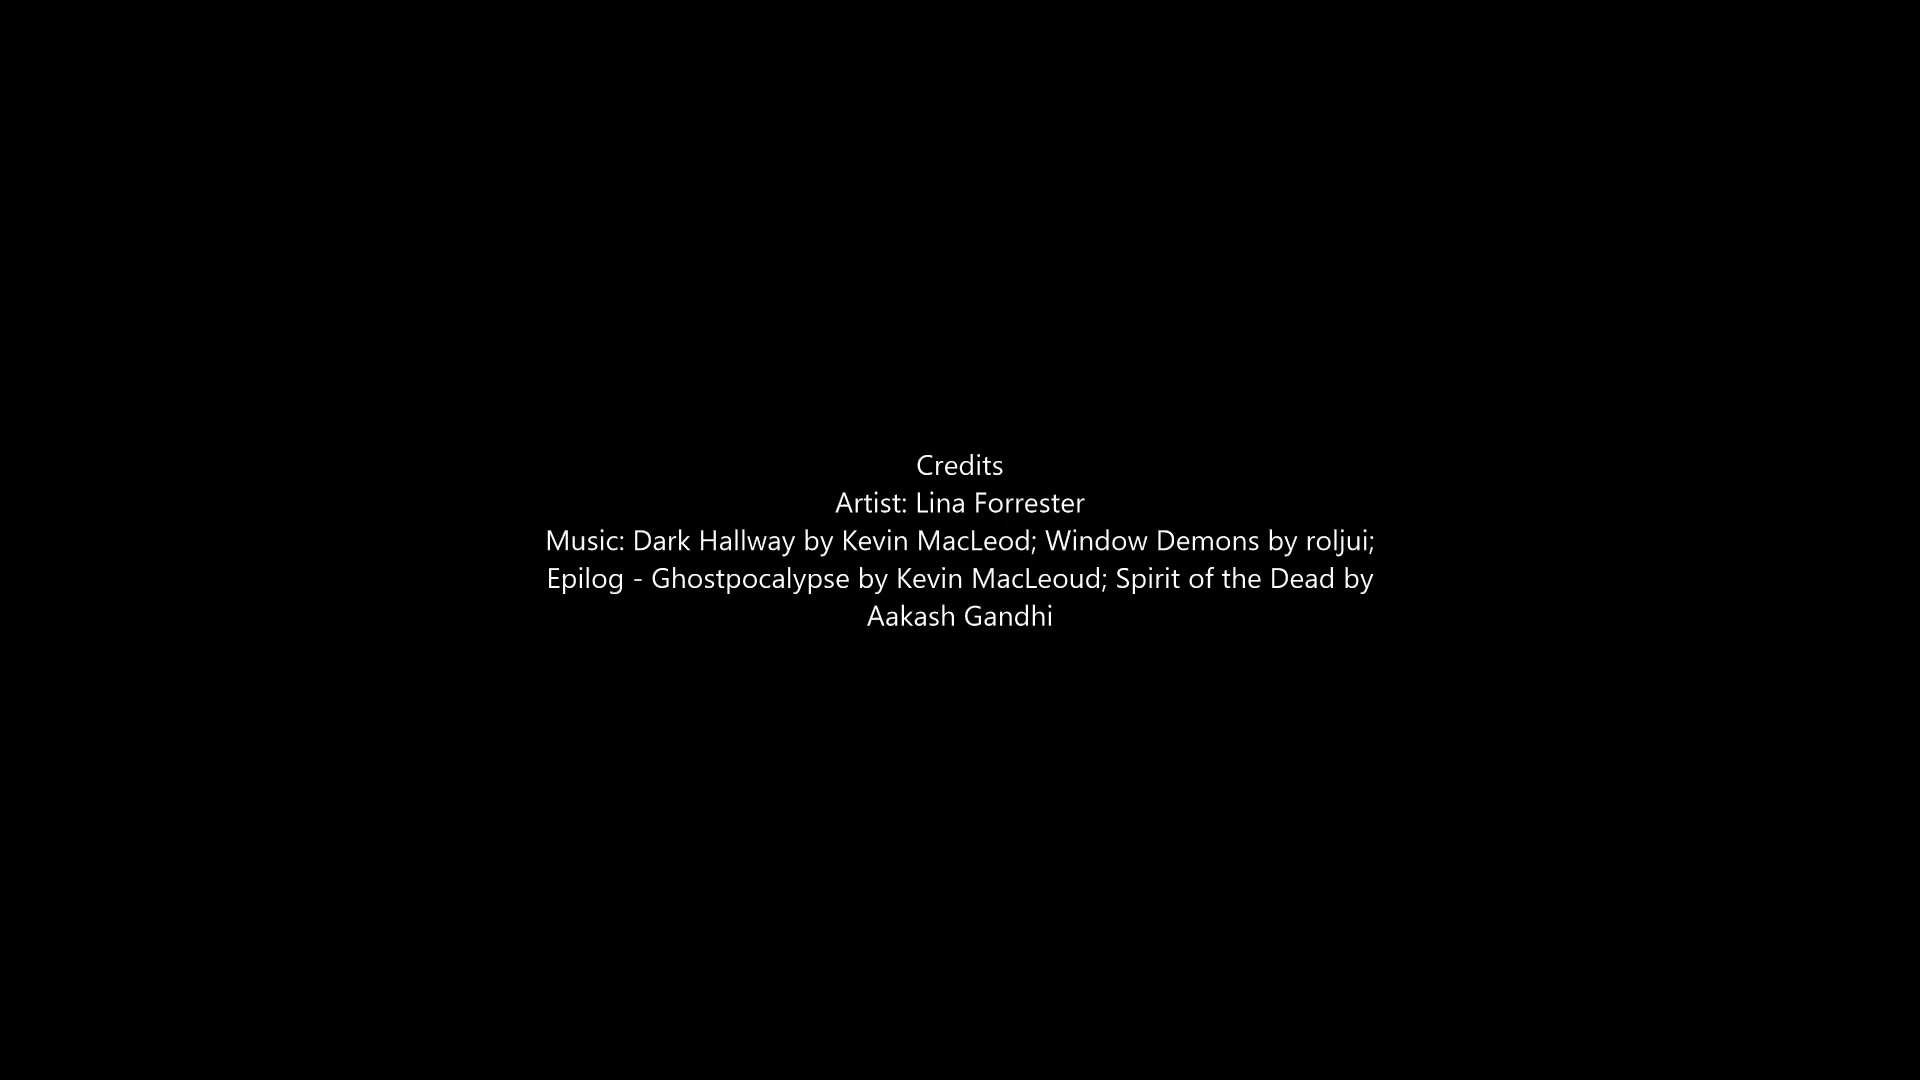 Credits
Artist: Lina Forrester
Music: Dark Hallway by Kevin MacLeod; Window Demons by roljui;
Epilog - Ghostpocalypse by Kevin MacLeoud; Spirit of the Dead by
Aakash Gandhi